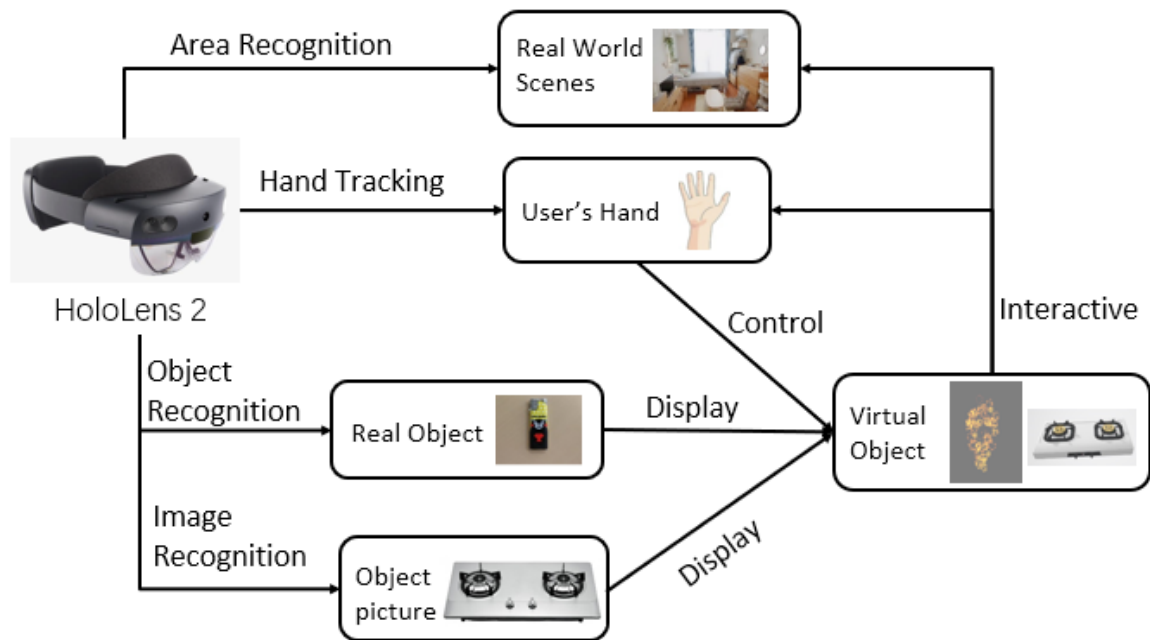 Area Recognition
Real World
Scenes
Hand Tracking
User's Hand
HoloLens 2
Control
Interactive
Object
Recognition
Real Object
Display
Virtual
Object
Image
Recognition
Object
picture
Display